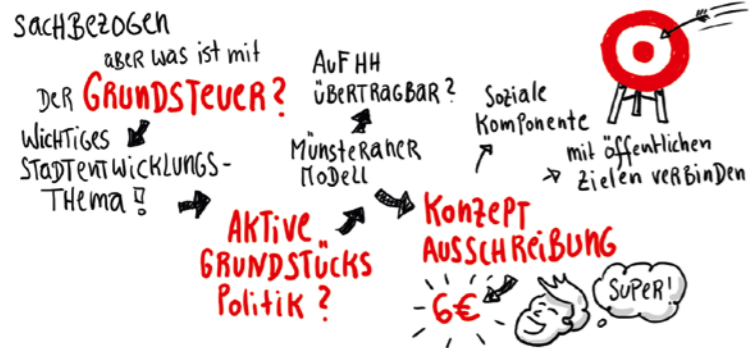 SACHBEZOGEN
ABER WAS IST MIT
DER GRUNDSTEUER?
WICHTIGES
STADTENTWICKLUNGS-
THEMA!
AKTIVE
GRUNDSTÜCKS
POLITIK?
MÜNSTERANER
MODELL
AUF HH
ÜBERTRAGBAR?
KONZEPT
AUSSCHREIBUNG
6€
SUPER!
Soziale
Komponente
mit öffentlichen
Zielen verbinden